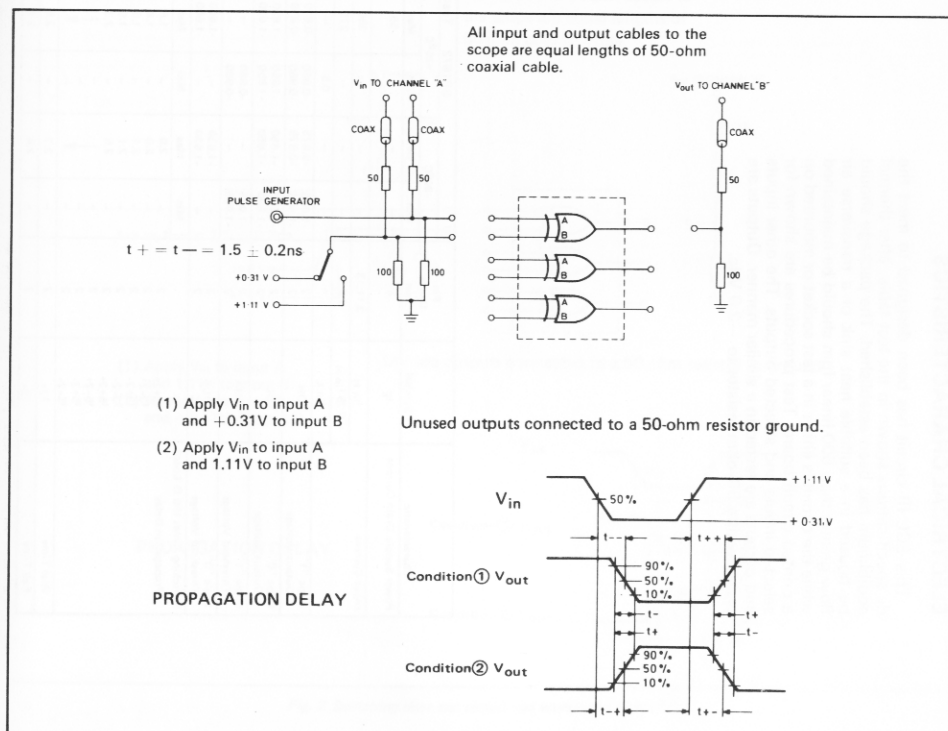 All input and output cables to the
scope are equal lengths of 50-ohm
coaxial cable.
Vin TO CHANNEL "A"
Vout TO CHANNEL "B"
COAX
COAX
COAX
50
50
50
INPUT
PULSE GENERATOR
t + = t — = 1.5 ± 0.2ns
+0·31 V
+1·11 V
100
100
100
A
B
A
B
A
B
(1) Apply Vin to input A
and +0.31V to input B
(2) Apply Vin to input A
and 1.11V to input B
Unused outputs connected to a 50-ohm resistor ground.
Vin
50%
+1·11 V
+0·31 V
t--
t++
Condition① Vout
90%
50%
10%
t-
t+
t+
t-
PROPAGATION DELAY
Condition② Vout
90%
50%
10%
t-+
t+-